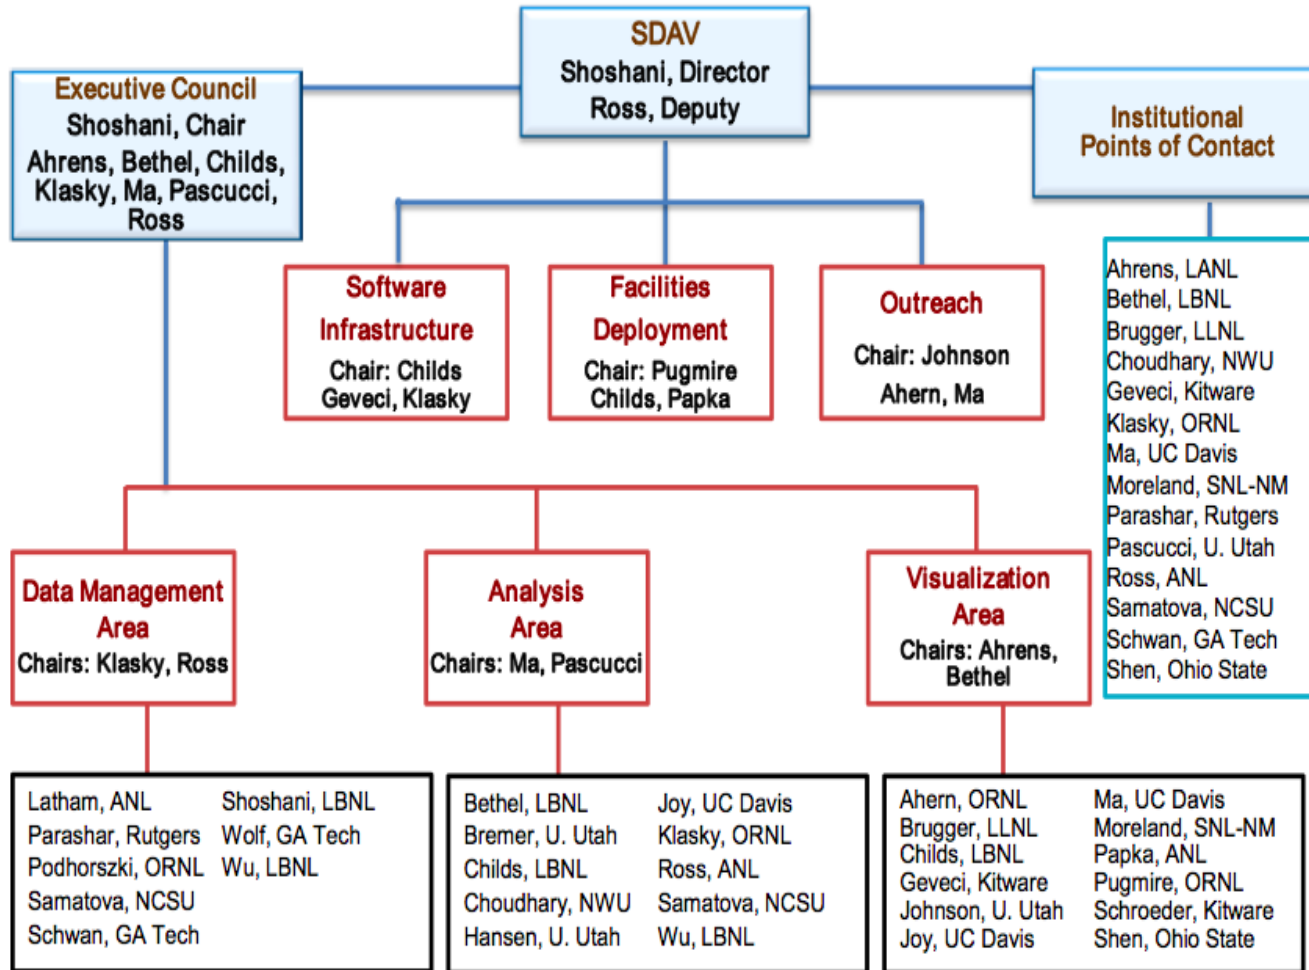 SDAV
Shoshani, Director
Ross, Deputy
Executive Council
Shoshani, Chair
Ahrens, Bethel, Childs,
Klasky, Ma, Pascucci,
Ross
Institutional
Points of Contact
Software
Infrastructure
Chair: Childs
Geveci, Klasky
Facilities
Deployment
Chair: Pugmire
Childs, Papka
Outreach
Chair: Johnson
Ahern, Ma
Ahrens, LANL
Bethel, LBNL
Brugger, LLNL
Choudhary, NWU
Geveci, Kitware
Klasky, ORNL
Ma, UC Davis
Moreland, SNL-NM
Parashar, Rutgers
Pascucci, U. Utah
Ross, ANL
Samatova, NCSU
Schwan, GA Tech
Shen, Ohio State
Data Management
Area
Chairs: Klasky, Ross
Analysis
Area
Chairs: Ma, Pascucci
Visualization
Area
Chairs: Ahrens,
Bethel
Latham, ANL
Parashar, Rutgers
Podhorszki, ORNL
Samatova, NCSU
Schwan, GA Tech
Shoshani, LBNL
Wolf, GA Tech
Wu, LBNL
Bethel, LBNL
Bremer, U. Utah
Childs, LBNL
Choudhary, NWU
Hansen, U. Utah
Joy, UC Davis
Klasky, ORNL
Ross, ANL
Samatova, NCSU
Wu, LBNL
Ahern, ORNL
Brugger, LLNL
Childs, LBNL
Geveci, Kitware
Johnson, U. Utah
Joy, UC Davis
Ma, UC Davis
Moreland, SNL-NM
Papka, ANL
Pugmire, ORNL
Schroeder, Kitware
Shen, Ohio State